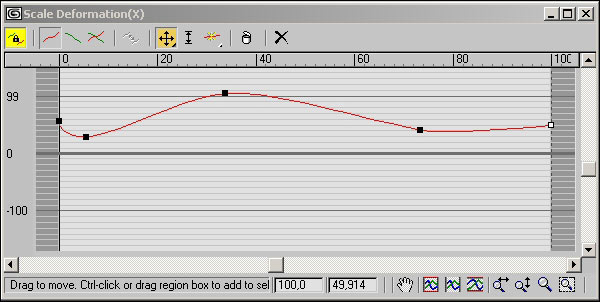 Scale Deformation(X)
0 20 40 60 80 100
99
0
-100
Drag to move. Ctrl-click or drag region box to add to sel 100,0 49,914